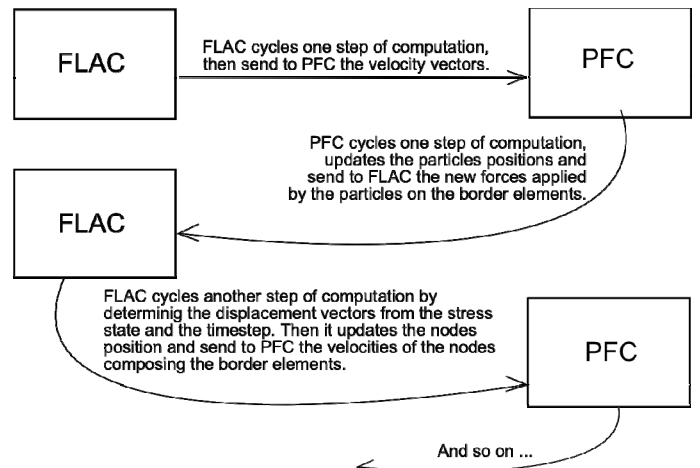 FLAC
FLAC cycles one step of computation,
then send to PFC the velocity vectors.
PFC
PFC cycles one step of computation,
updates the particles positions and
send to FLAC the new forces applied
by the particles on the border elements.
FLAC
FLAC cycles another step of computation by
determinig the displacement vectors from the stress
state and the timestep. Then it updates the nodes
position and send to PFC the velocities of the nodes
composing the border elements.
PFC
And so on ...